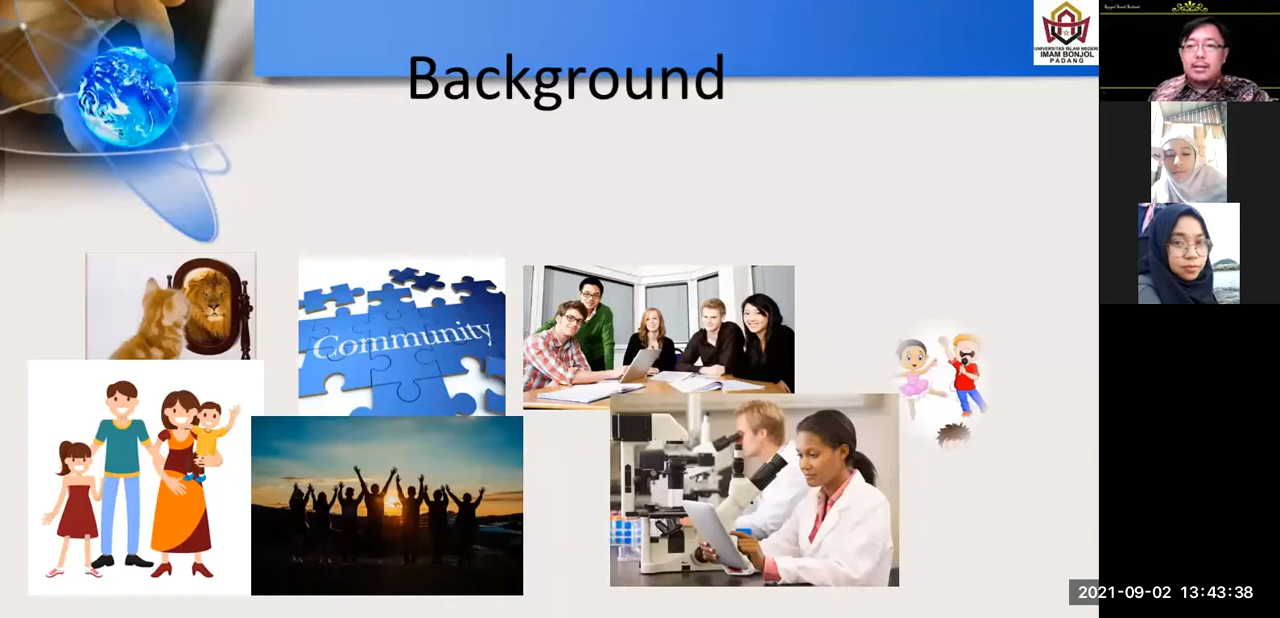 Background
UNIVERSITAS ISLAM NEGERI
IMAM BONJOL
PADANG
Community
2021-09-02 13:43:38